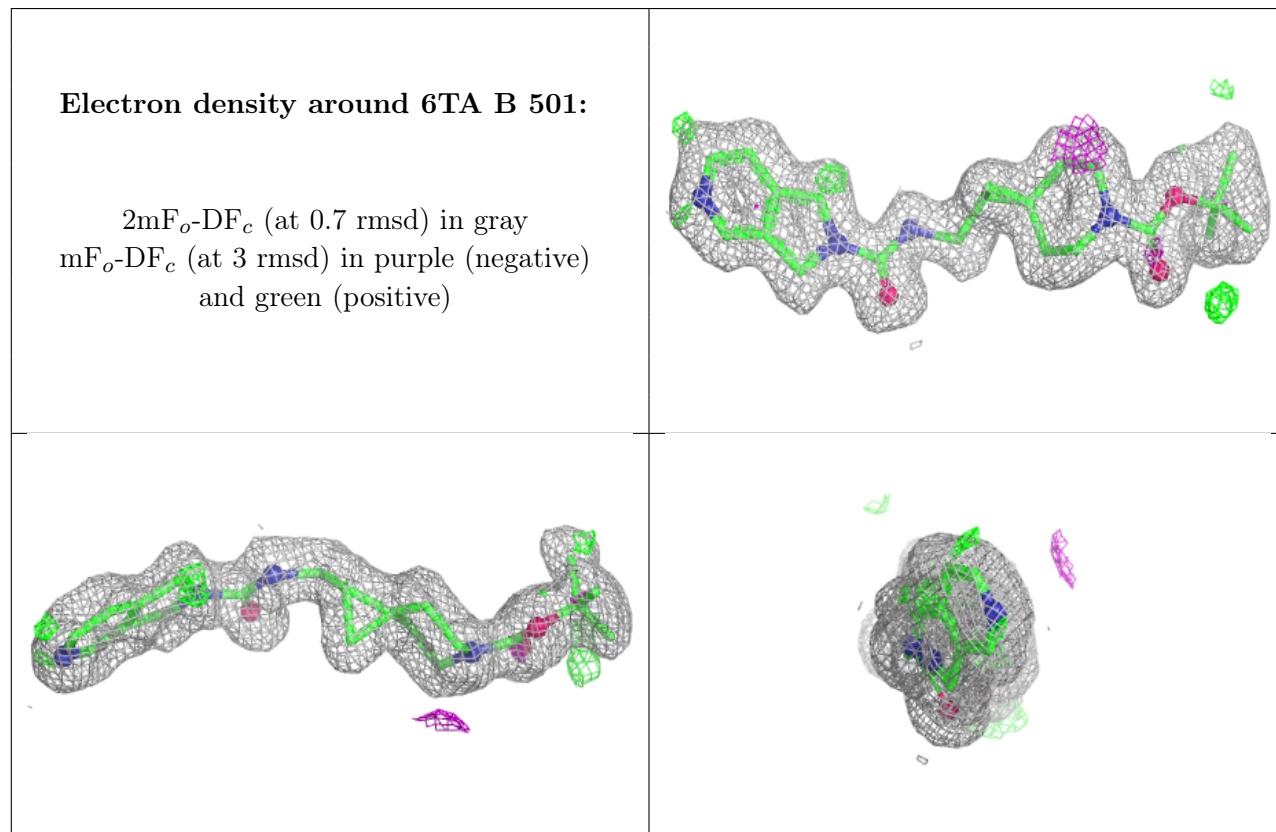 Electron density around 6TA B 501:
2mFo-DFc (at 0.7 rmsd) in gray
mFo-DFc (at 3 rmsd) in purple (negative)
and green (positive)